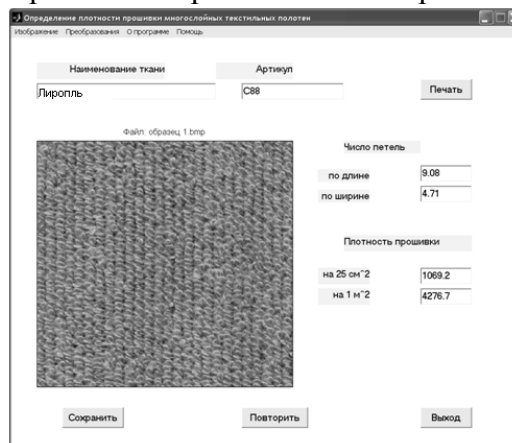 Определение плотности прошивки многослойных текстильных полотен
Изображение Преобразования О программе Помощь
Наименование ткани Артикул
Лиропль C88 Печать
Файл: образец 1.bmp
Число петель
по длине 9.08
по ширине 4.71
Плотность прошивки
на 25 см^2 1069.2
на 1 м^2 4276.7
Сохранить Повторить Выход